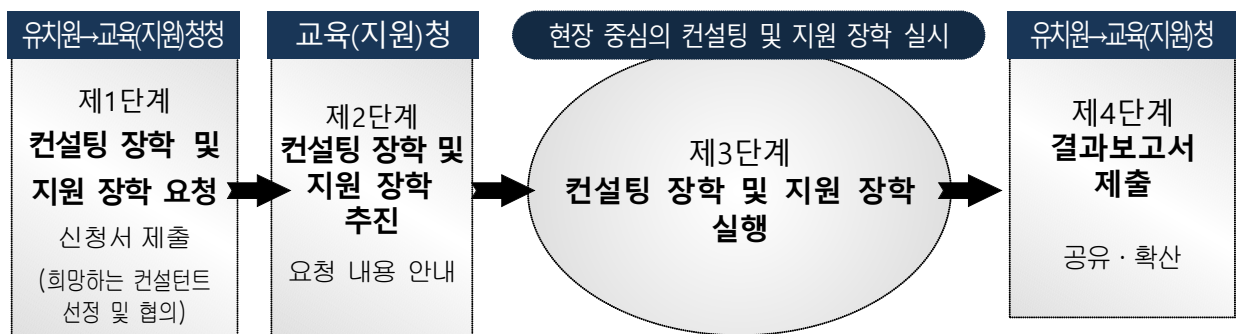 유치원→교육(지원)청청
제1단계
컨설팅 장학 및
지원 장학 요청
신청서 제출
(희망하는 컨설턴트
선정 및 협의)
교육(지원)청
제2단계
컨설팅 장학 및
지원 장학
추진
요청 내용 안내
현장 중심의 컨설팅 및 지원 장학 실시
제3단계
컨설팅 장학 및 지원 장학
실행
유치원→교육(지원)청
제4단계
결과보고서
제출
공유 · 확산